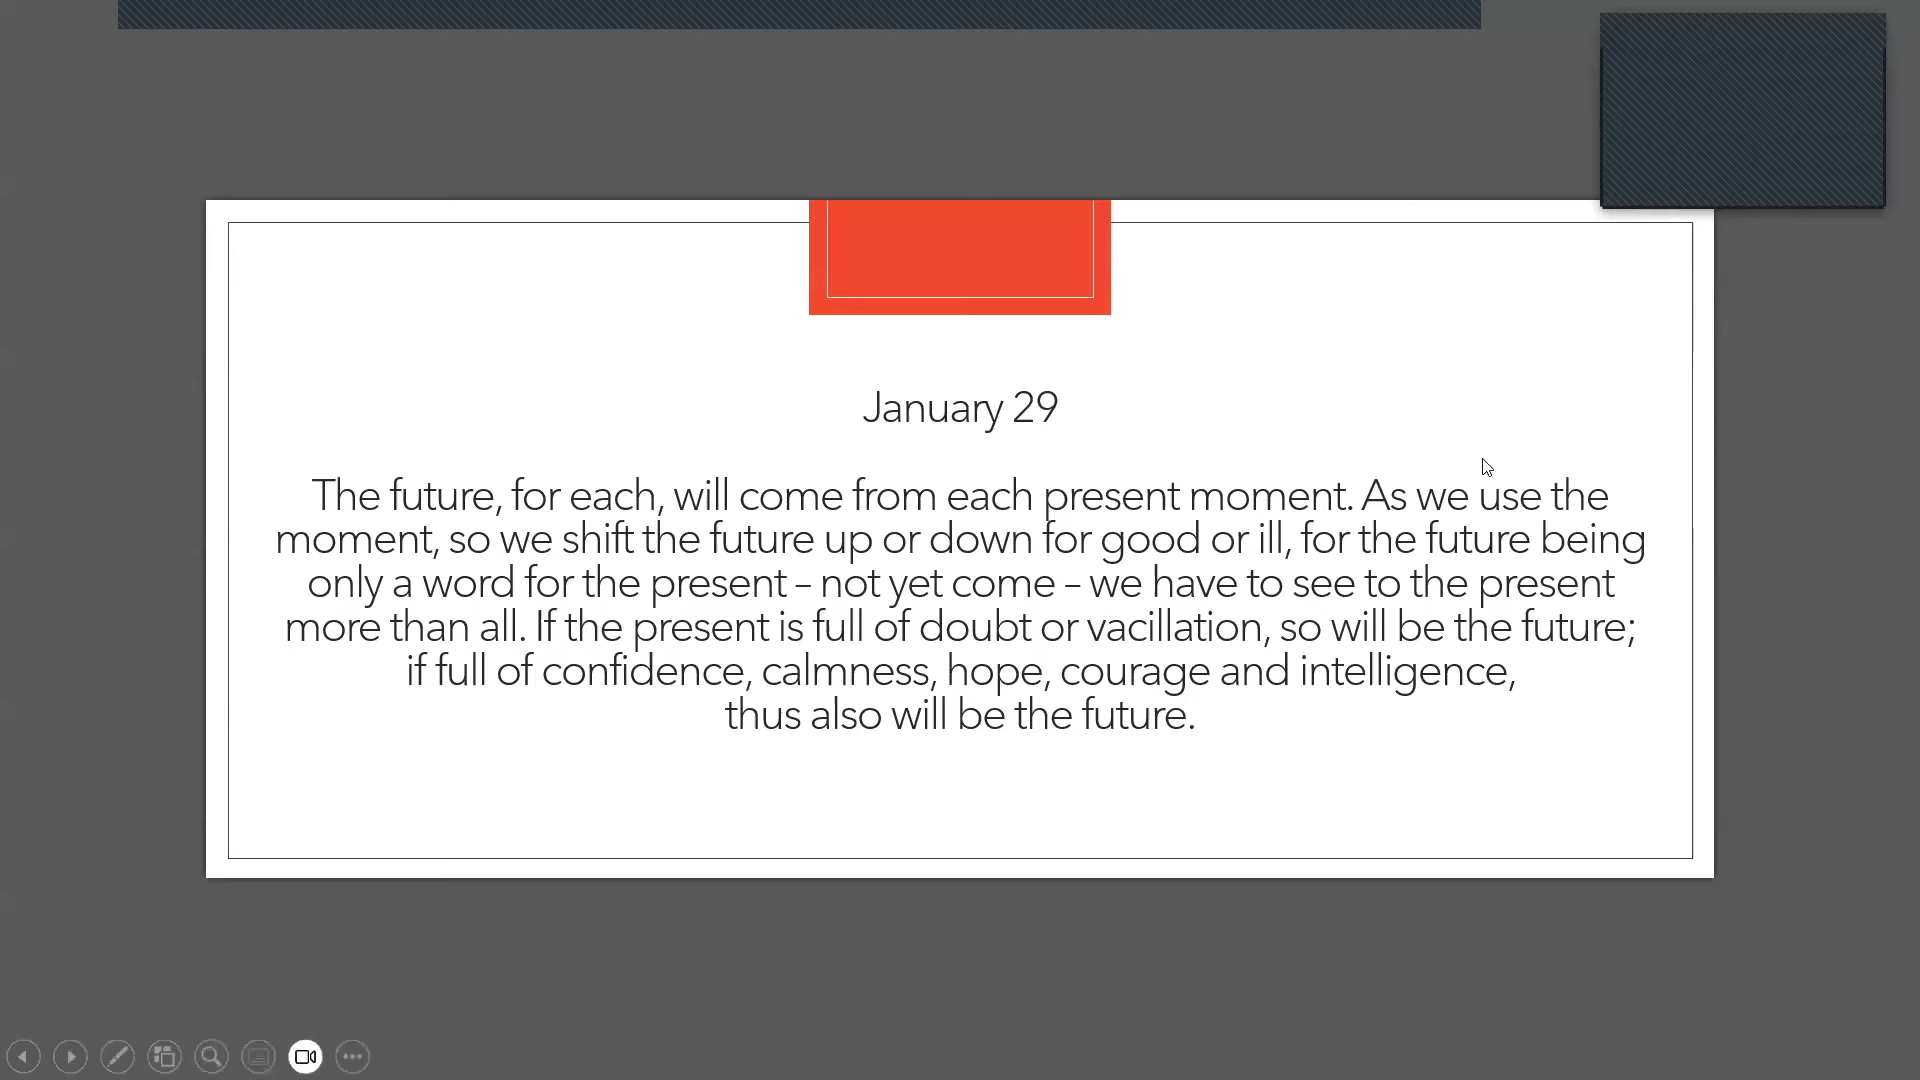 January 29
The future, for each, will come from each present moment. As we use the
moment, so we shift the future up or down for good or ill, for the future being
only a word for the present – not yet come – we have to see to the present
more than all. If the present is full of doubt or vacillation, so will be the future;
if full of confidence, calmness, hope, courage and intelligence,
thus also will be the future.